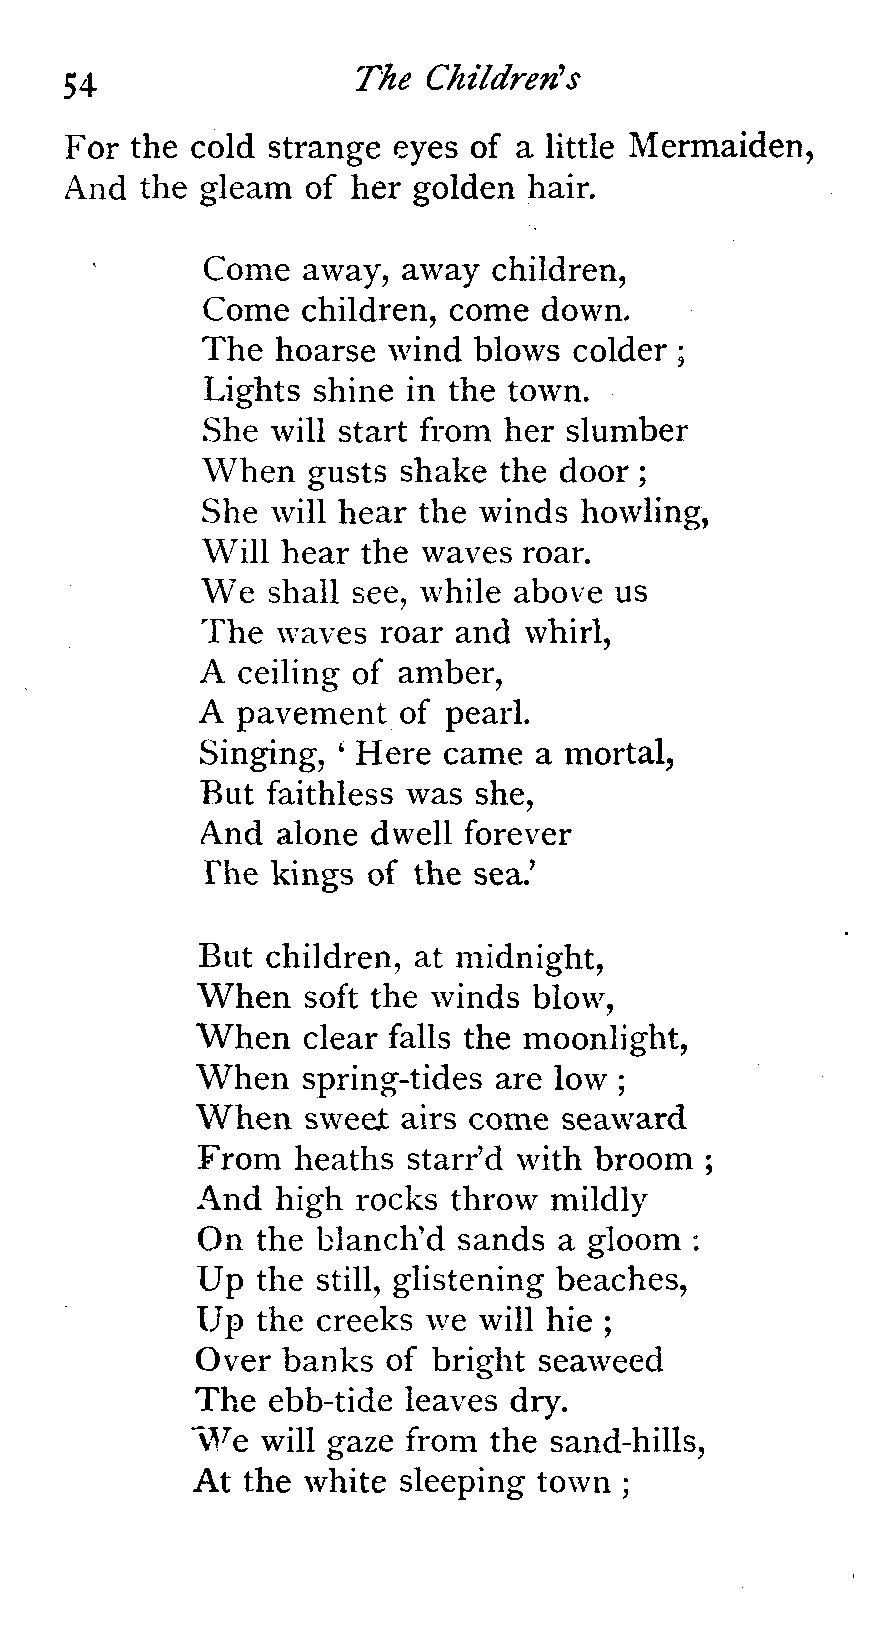 54 The Children's
For the cold strange eyes of a little Mermaiden,
And the gleam of her golden hair.
Come away, away children,
Come children, come down.
The hoarse wind blows colder ;
Lights shine in the town.
She will start from her slumber
When gusts shake the door ;
She will hear the winds howling,
Will hear the waves roar.
We shall see, while above us
The waves roar and whirl,
A ceiling of amber,
A pavement of pearl.
Singing, ‘ Here came a mortal,
But faithless was she,
And alone dwell forever
The kings of the sea.’
But children, at midnight,
When soft the winds blow,
When clear falls the moonlight,
When spring-tides are low ;
When sweet airs come seaward
From heaths starr’d with broom ;
And high rocks throw mildly
On the blanch’d sands a gloom :
Up the still, glistening beaches,
Up the creeks we will hie ;
Over banks of bright seaweed
The ebb-tide leaves dry.
We will gaze from the sand-hills,
At the white sleeping town ;